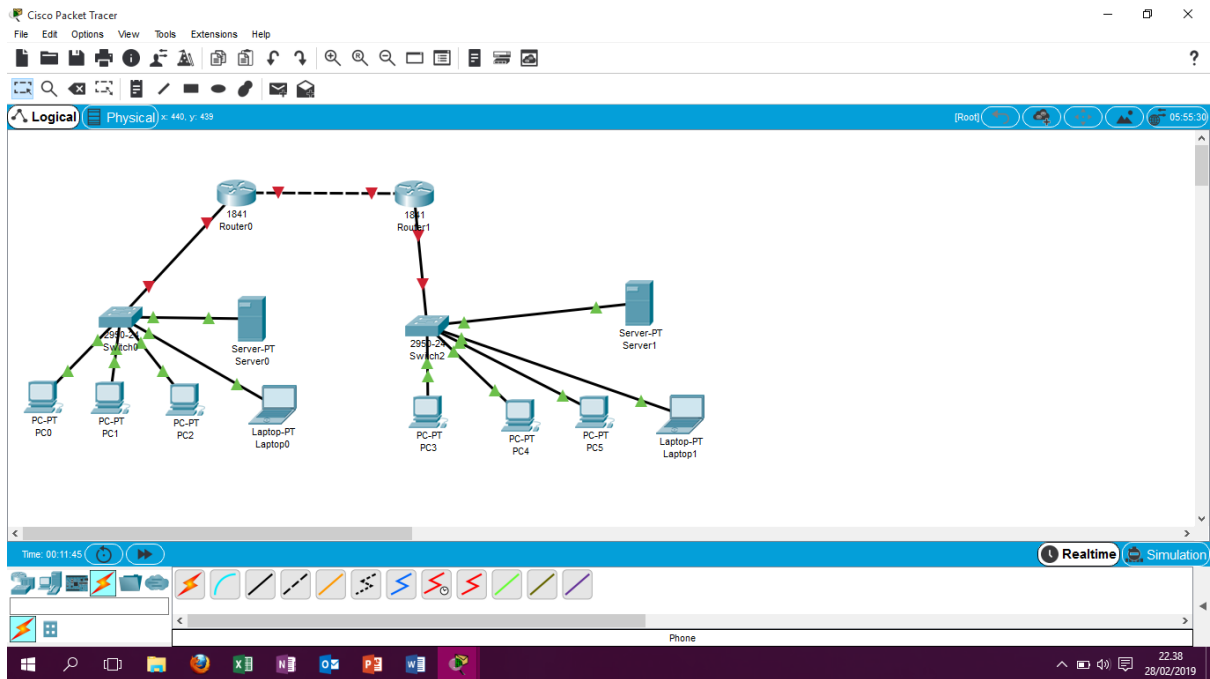 Cisco Packet Tracer
File Edit Options View Tools Extensions Help
?
Logical Physical x: 440, y: 439 [Root] 05:55:30
1841
Router0
1841
Router1
2950-24
Switch0
Server-PT
Server0
2950-24
Switch2
Server-PT
Server1
PC-PT
PC0
PC-PT
PC1
PC-PT
PC2
Laptop-PT
Laptop0
PC-PT
PC3
PC-PT
PC4
PC-PT
PC5
Laptop-PT
Laptop1
Time: 00:11:45 Realtime Simulation
Phone
22.38
28/02/2019